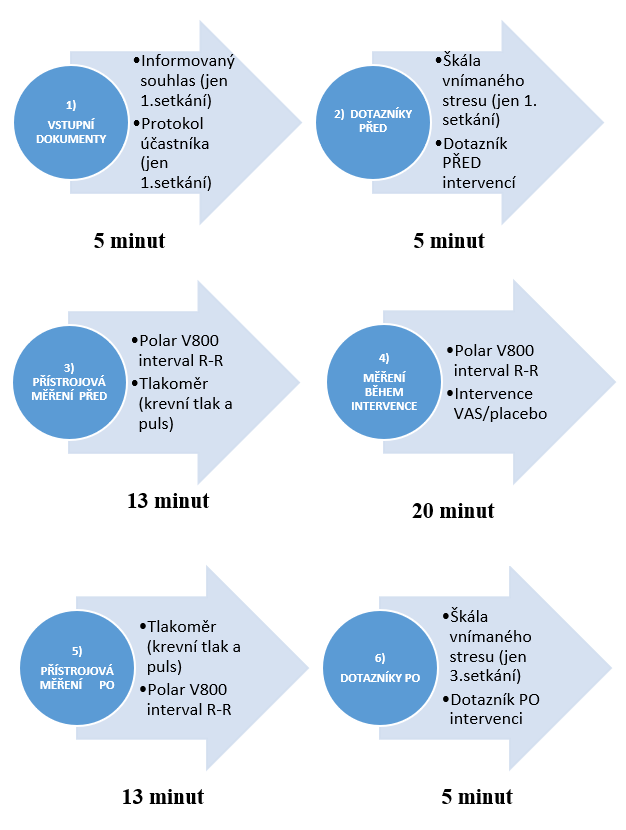 1)
VSTUPNÍ
DOKUMENTY
•Informovaný
souhlas (jen
1.setkání)
•Protokol
účastníka
(jen
1.setkání)
5 minut
2) DOTAZNÍKY
PŘED
•Škála
vnímaného
stresu (jen 1.
setkání)
•Dotazník
PŘED
intervencí
5 minut
3)
PŘÍSTROJOVÁ
MĚŘENÍ PŘED
•Polar V800
interval R-R
•Tlakoměr
(krevní tlak a
puls)
13 minut
4)
MĚŘENÍ
BĚHEM
INTERVENCE
•Polar V800
interval R-R
•Intervence
VAS/placebo
20 minut
5)
PŘÍSTROJOVÁ
MĚŘENÍ PO
•Tlakoměr
(krevní tlak a
puls)
•Polar V800
interval R-R
13 minut
6)
DOTAZNÍKY PO
•Škála
vnímaného
stresu (jen
3.setkání)
•Dotazník PO
intervenci
5 minut